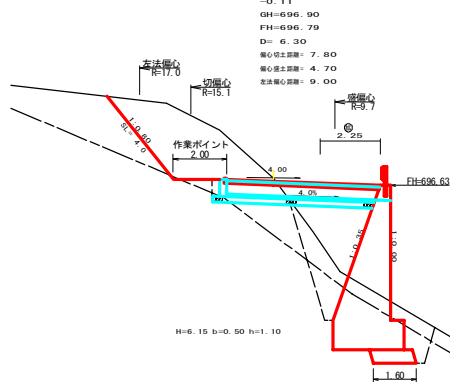 -0.11
GH=696.90
FH=696.79
D= 6.30
偏心切土距離= 7.80
偏心盛土距離= 4.70
左法偏心距離= 9.00
左法偏心
R=17.0
切偏心
R=15.1
盛偏心
R=9.7
2.25
1:0.80
SL= 4.0
作業ポイント
2.00
4.00
4.0%
FH=696.63
1:0.35
1:0.00
H=6.15 b=0.50 h=1.10
1.60